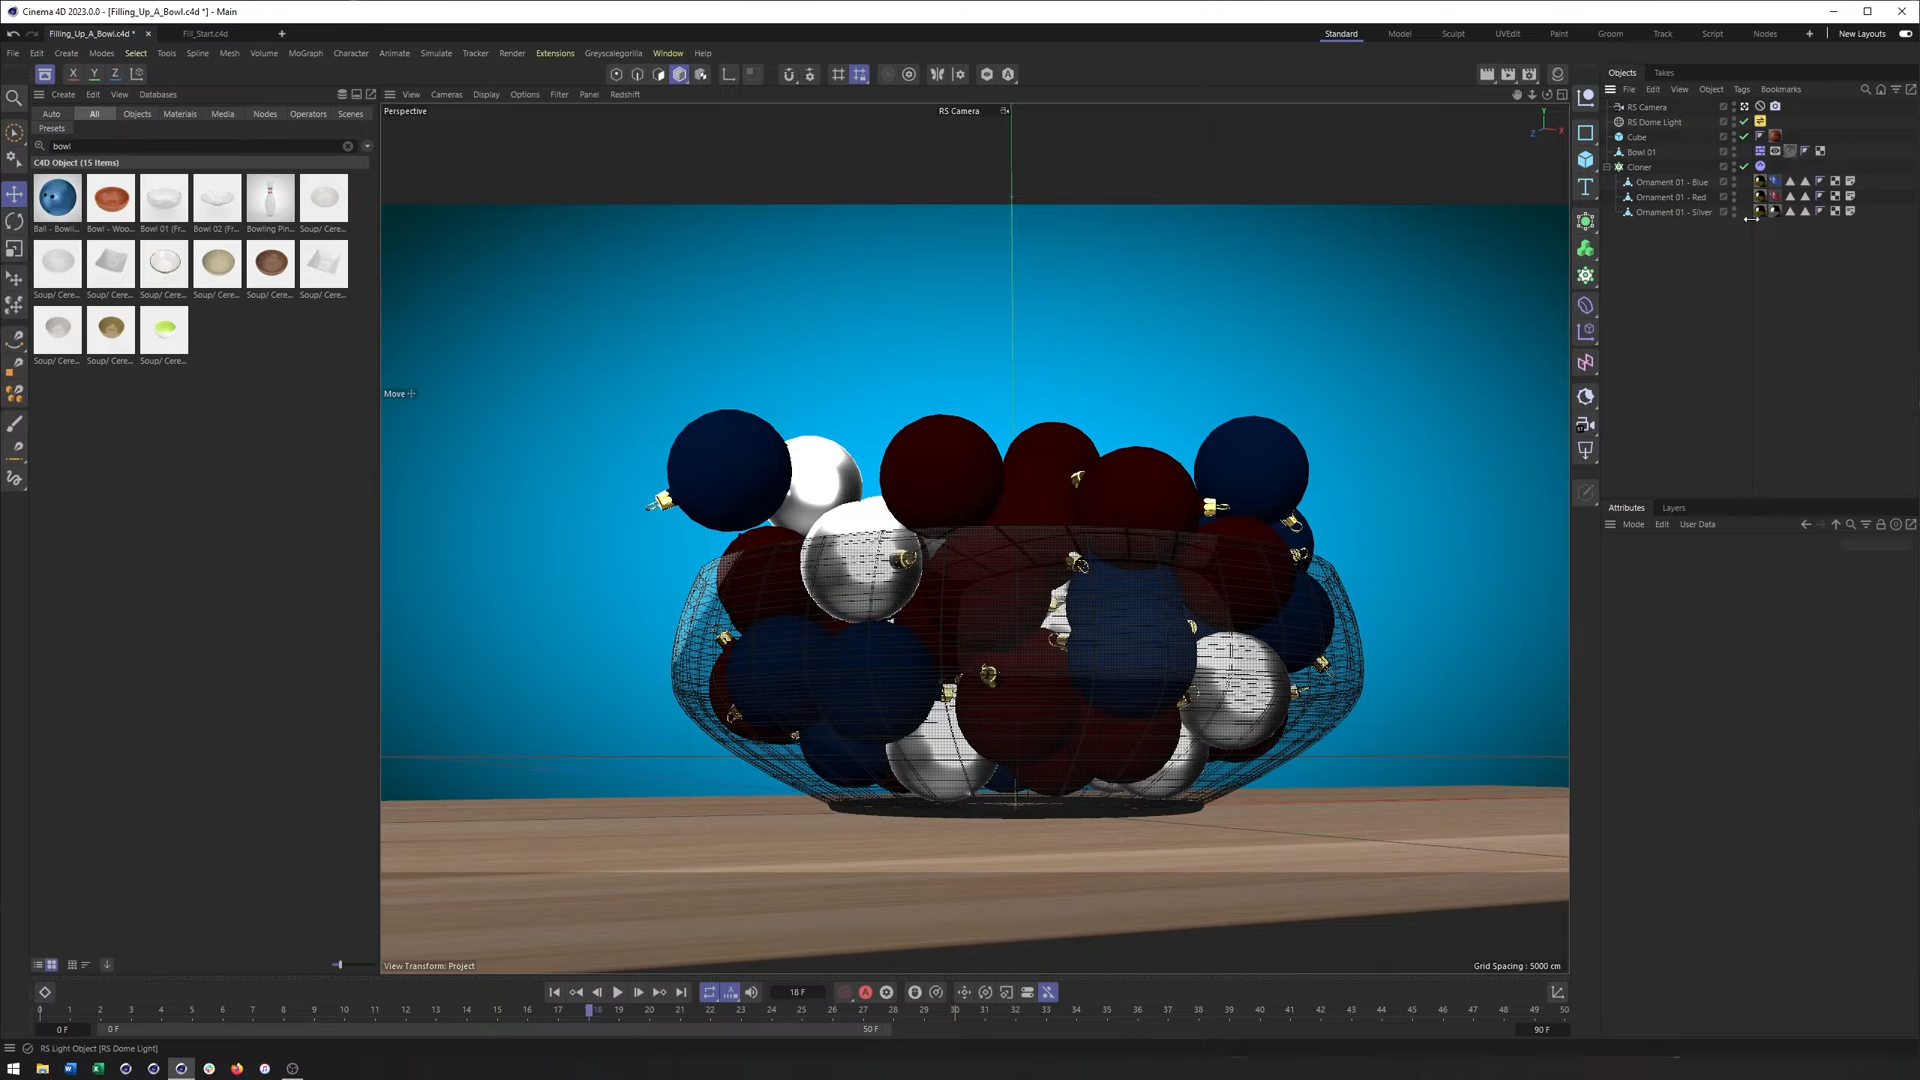 Cinema 4D 2023.0.0 - [Filling_Up_A_Bowl.c4d *] - Main
Filling_Up_A_Bowl.c4d *
Fill_Start.c4d
Standard
Model
Sculpt
UVEdit
Paint
Groom
Track
Script
Nodes
New Layouts
File Edit Create Modes Select Tools Spline Mesh Volume MoGraph Character Animate Simulate Tracker Render Extensions Greyscalegorilla Window Help
X Y Z
Create Edit View Databases
Auto All Objects Materials Media Nodes Operators Scenes
Presets
bowl
C4D Object (15 Items)
Ball - Bowli... Bowl - Woo... Bowl 01 (Fr... Bowl 02 (Fr... Bowling Pin... Soup/ Cere...
Soup/ Cere... Soup/ Cere... Soup/ Cere... Soup/ Cere... Soup/ Cere... Soup/ Cere...
Soup/ Cere... Soup/ Cere... Soup/ Cere...
View Cameras Display Options Filter Panel Redshift
Perspective
RS Camera
Y
Z
X
Move
View Transform: Project
Grid Spacing : 5000 cm
Objects Takes
File Edit View Object Tags Bookmarks
RS Camera
RS Dome Light
Cube
Bowl 01
Cloner
Ornament 01 - Blue
Ornament 01 - Red
Ornament 01 - Silver
Attributes Layers
Mode Edit User Data
18 F
0 1 2 3 4 5 6 7 8 9 10 11 12 13 14 15 16 17 18 19 20 21 22 23 24 25 26 27 28 29 30 31 32 33 34 35 36 37 38 39 40 41 42 43 44 45 46 47 48 49 50
0 F
0 F
50 F
90 F
RS Light Object [RS Dome Light]